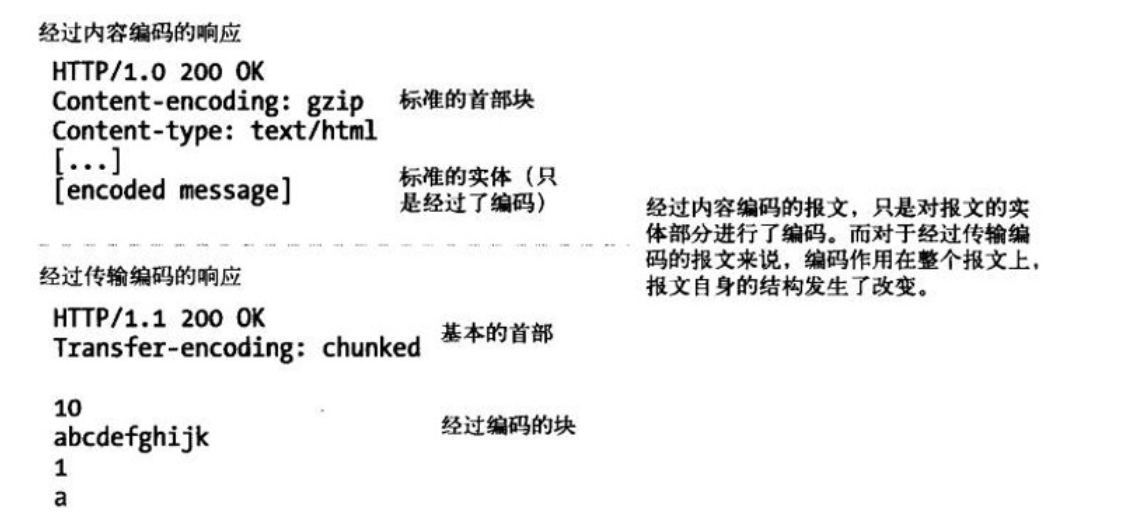 经过内容编码的响应
HTTP/1.0 200 OK
Content-encoding: gzip 标准的首部块
Content-type: text/html
[...]
[encoded message] 标准的实体（只
是经过了编码）
经过内容编码的报文，只是对报文的实
体部分进行了编码。而对于经过传输编
码的报文来说，编码作用在整个报文上，
报文自身的结构发生了改变。
经过传输编码的响应
HTTP/1.1 200 OK
Transfer-encoding: chunked 基本的首部
10
abcdefghijk 经过编码的块
1
a